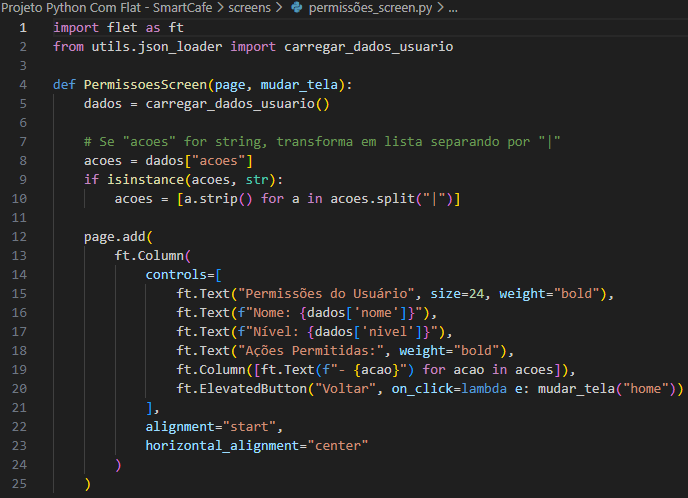 Projeto Python Com Flat - SmartCafe > screens > permissões_screen.py > ...
1 import flet as ft
2 from utils.json_loader import carregar_dados_usuario
3
4 def PermissoesScreen(page, mudar_tela):
5     dados = carregar_dados_usuario()
6
7     # Se "acoes" for string, transforma em lista separando por "|"
8     acoes = dados["acoes"]
9     if isinstance(acoes, str):
10         acoes = [a.strip() for a in acoes.split("|")]
11
12     page.add(
13         ft.Column(
14             controls=[
15                 ft.Text("Permissões do Usuário", size=24, weight="bold"),
16                 ft.Text(f"Nome: {dados['nome']}"),
17                 ft.Text(f"Nível: {dados['nivel']}"),
18                 ft.Text("Ações Permitidas:", weight="bold"),
19                 ft.Column([ft.Text(f"- {acao}") for acao in acoes]),
20                 ft.ElevatedButton("Voltar", on_click=lambda e: mudar_tela("home"))
21             ],
22             alignment="start",
23             horizontal_alignment="center"
24         )
25     )